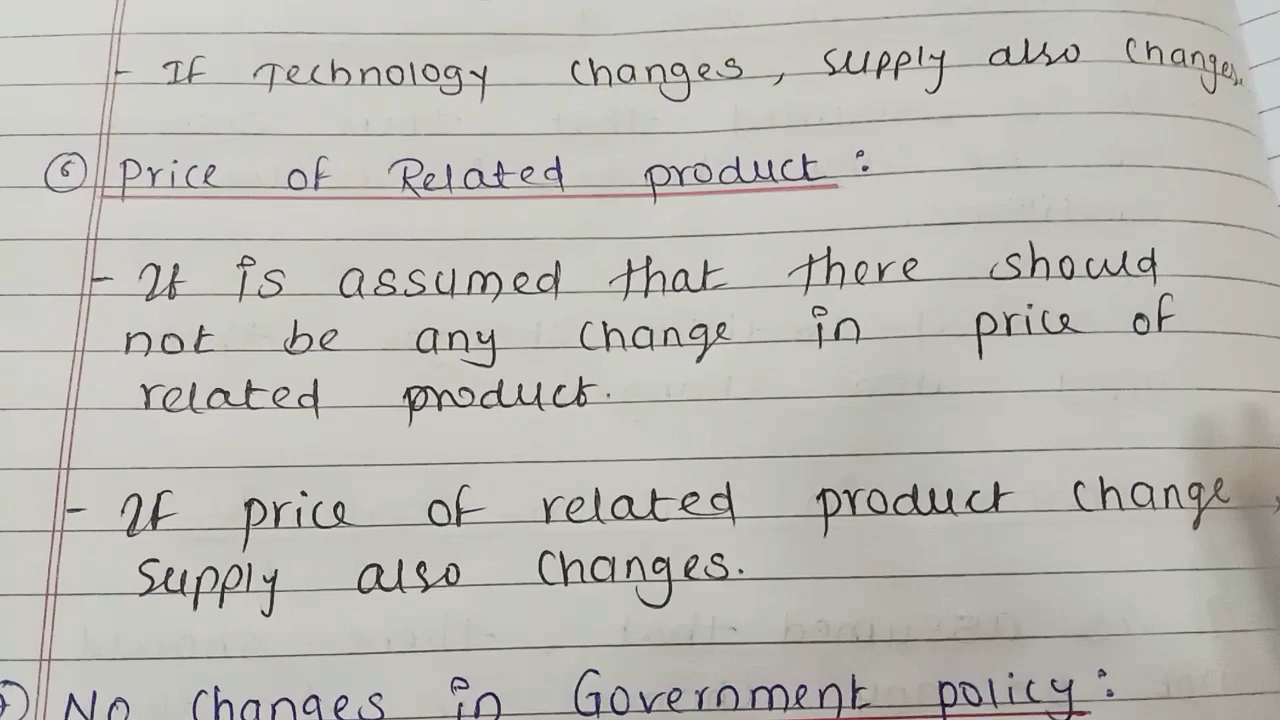 - If Technology changes, supply also changes.
⑥ Price of Related product :
- It is assumed that there should
not be any change in price of
related product.
- If price of related product change,
supply also changes.
No changes in Government policy :